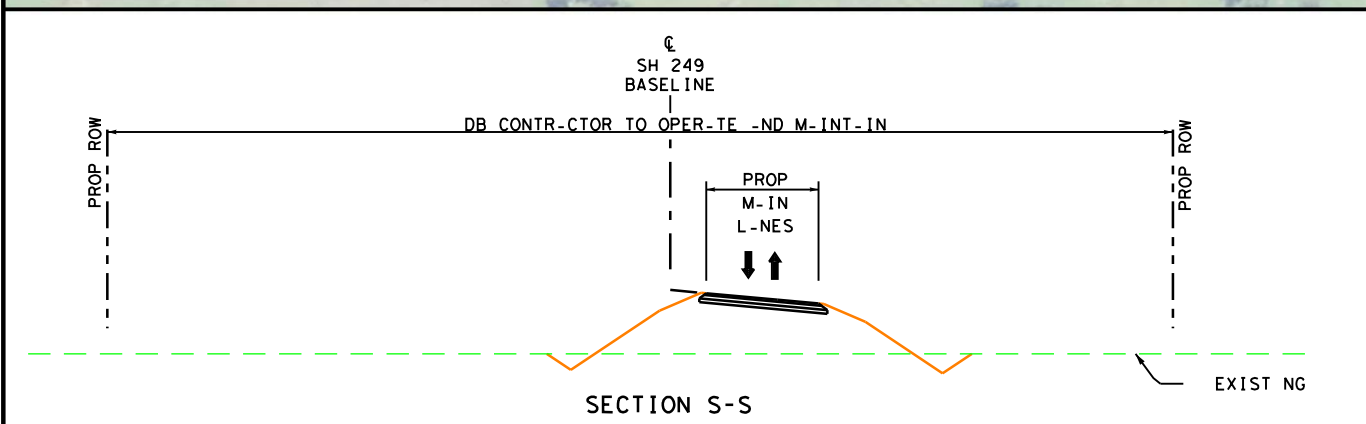 ℄
SH 249
BASELINE
DB CONTR-CTOR TO OPER-TE -ND M-INT-IN
PROP ROW
PROP ROW
PROP
M-IN
L-NES
EXIST NG
SECTION S-S